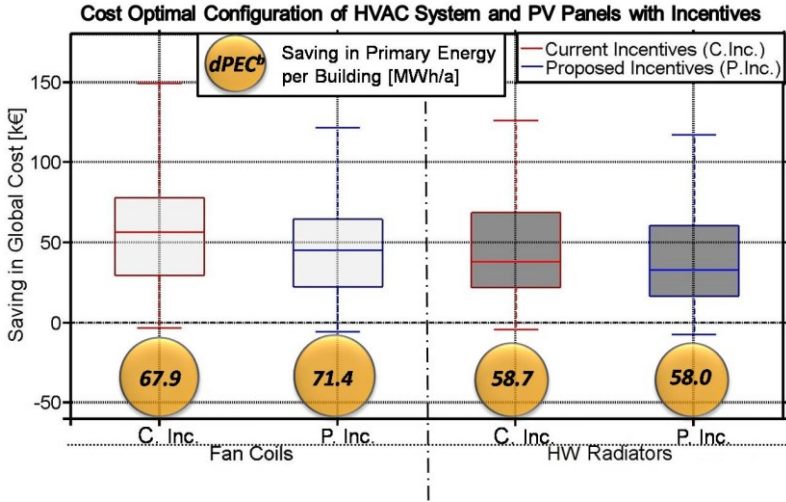 Cost Optimal Configuration of HVAC System and PV Panels with Incentives
dPECᵇ
Saving in Primary Energy
per Building [MWh/a]
Current Incentives (C.Inc.)
Proposed Incentives (P.Inc.)
Saving in Global Cost [k€]
150
100
50
0
-50
67.9
71.4
58.7
58.0
C. Inc.
P. Inc.
C. Inc.
P. Inc.
Fan Coils
HW Radiators